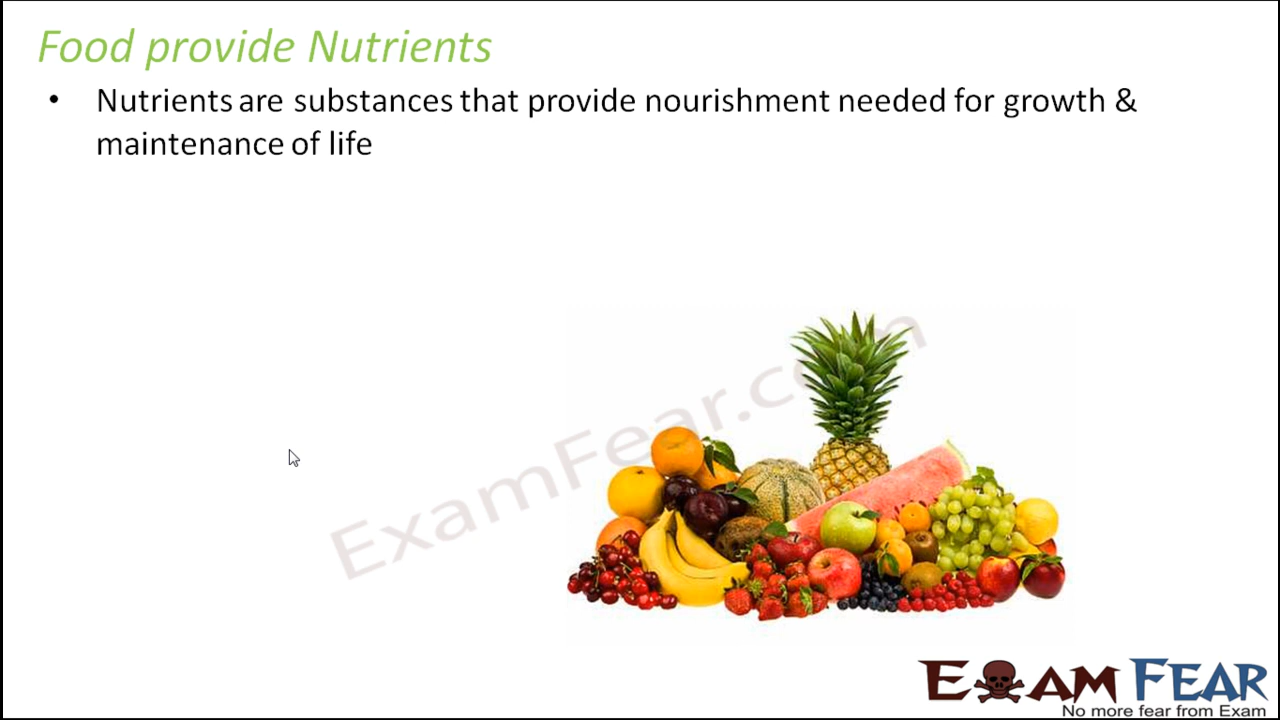 Food provide Nutrients
• Nutrients are substances that provide nourishment needed for growth &
maintenance of life
ExamFear.com
EXAM FEAR
No more fear from Exam